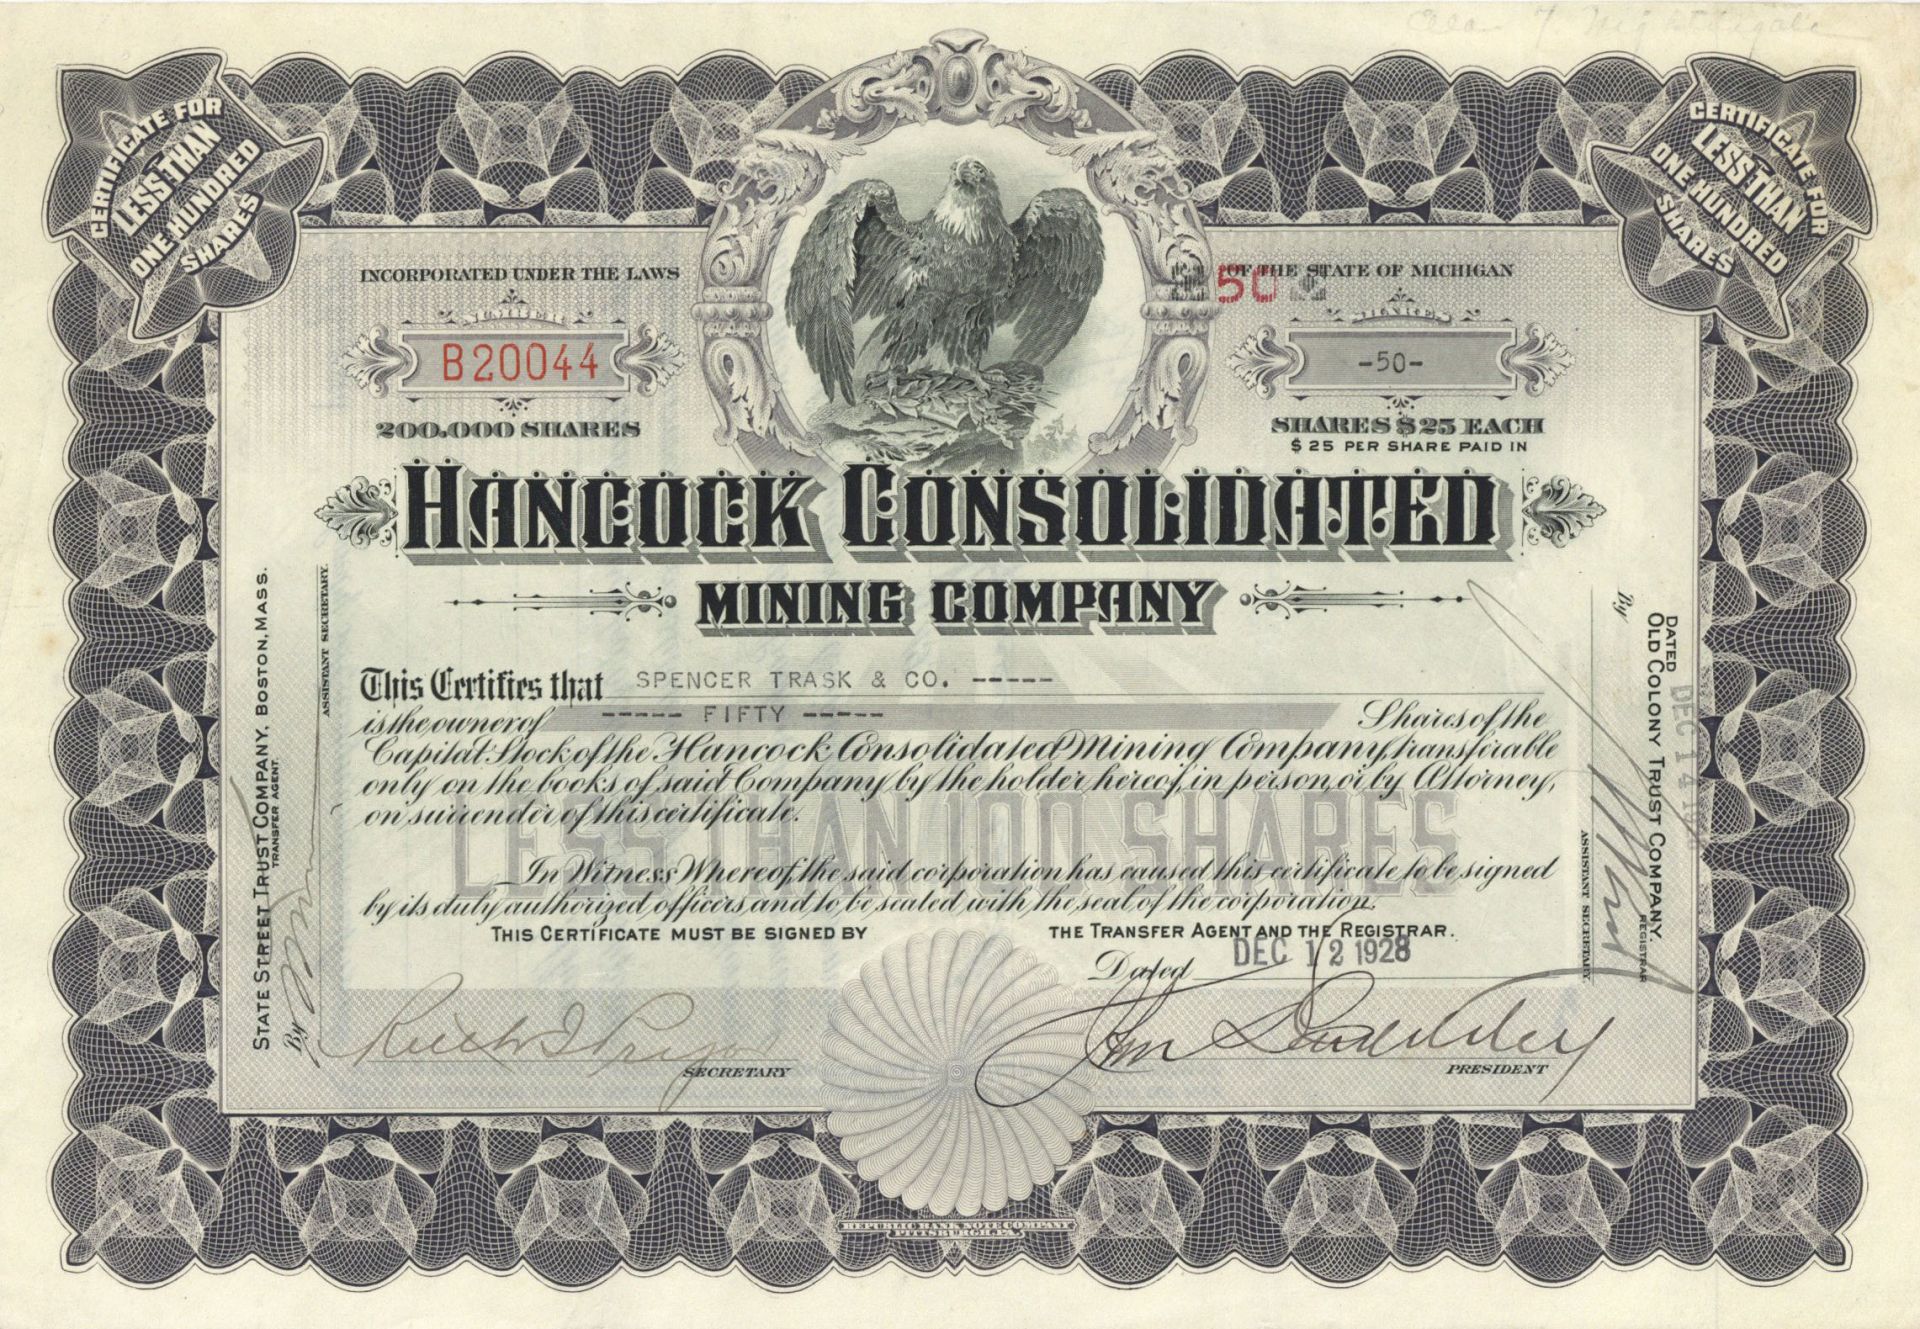 CERTIFICATE FOR
LESS THAN
ONE HUNDRED
SHARES
CERTIFICATE FOR
LESS THAN
ONE HUNDRED
SHARES
INCORPORATED UNDER THE LAWS
OF THE STATE OF MICHIGAN
50
NUMBER
B20044
SHARES
-50-
200,000 SHARES
SHARES $25 EACH
$25 PER SHARE PAID IN
HANCOCK CONSOLIDATED
MINING COMPANY
This Certifies that SPENCER TRASK & CO. -----
is the owner of ----- FIFTY ----- Shares of the
Capital Stock of the Hancock Consolidated Mining Company, transferable
only on the books of said Company by the holder hereof, in person, or by Attorney,
on surrender of this certificate.
LESS THAN 100 SHARES
In Witness Whereof, the said corporation has caused this certificate to be signed
by its duly authorized officers, and to be sealed with the seal of the corporation.
THIS CERTIFICATE MUST BE SIGNED BY THE TRANSFER AGENT AND THE REGISTRAR.
Dated DEC 12 1928
SECRETARY
PRESIDENT
STATE STREET TRUST COMPANY, BOSTON, MASS.
TRANSFER AGENT.
By
ASSISTANT SECRETARY.
DATED DEC 14
OLD COLONY TRUST COMPANY.
REGISTRAR
By
ASSISTANT SECRETARY
REPUBLIC BANK NOTE COMPANY
PITTSBURGH, PA.